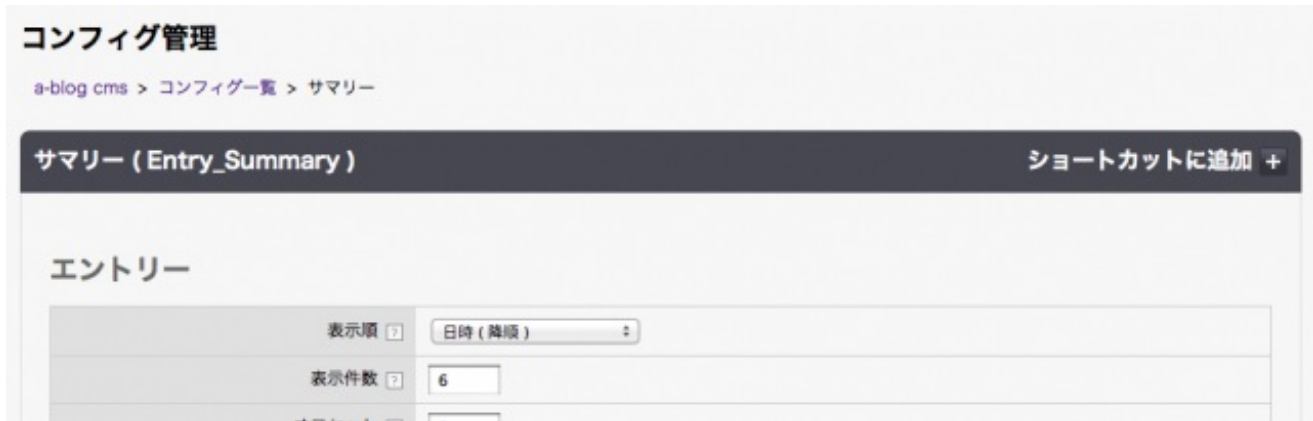 コンフィグ管理
a-blog cms > コンフィグ一覧 > サマリー
サマリー ( Entry_Summary ) ショートカットに追加 +
エントリー
表示順 ? 日時 ( 降順 )
表示件数 ? 6